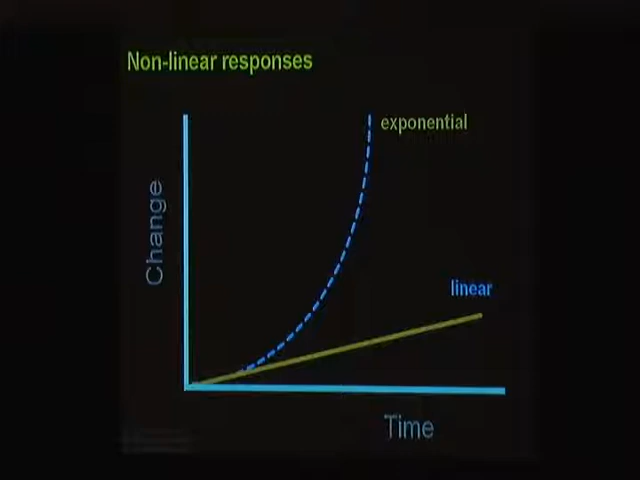 Non-linear responses
exponential
Change
linear
Time